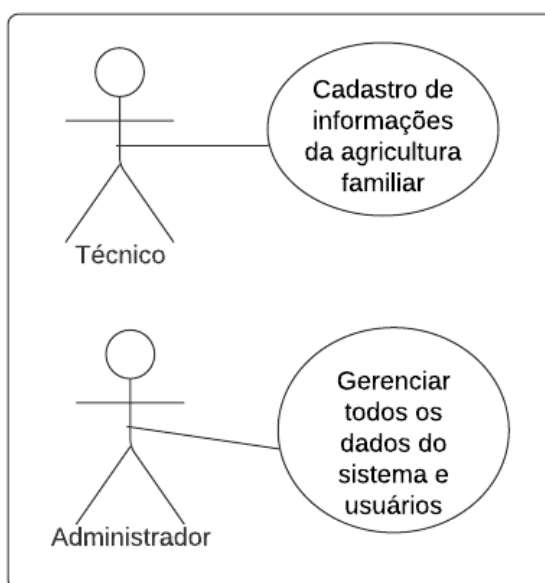 Cadastro de
informações
da agricultura
familiar
Técnico
Gerenciar
todos os
dados do
sistema e
usuários
Administrador